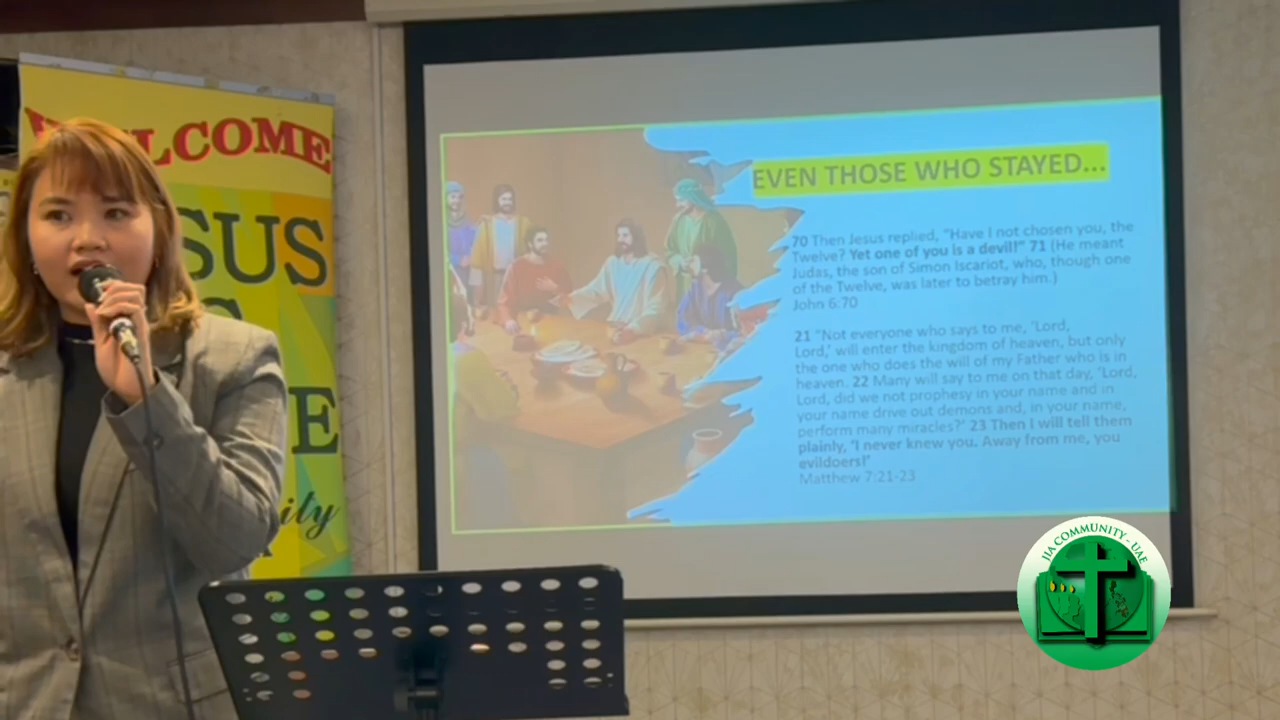 WELCOME
SUS
E
ity
EVEN THOSE WHO STAYED...
70 Then Jesus replied, "Have I not chosen you, the
Twelve? Yet one of you is a devil!" 71 (He meant
Judas, the son of Simon Iscariot, who, though one
of the Twelve, was later to betray him.)
John 6:70
21 "Not everyone who says to me, 'Lord,
Lord,' will enter the kingdom of heaven, but only
the one who does the will of my Father who is in
heaven. 22 Many will say to me on that day, 'Lord,
Lord, did we not prophesy in your name and in
your name drive out demons and, in your name,
perform many miracles?' 23 Then I will tell them
plainly, 'I never knew you. Away from me, you
evildoers!'
Matthew 7:21-23
JIA COMMUNITY - UAE